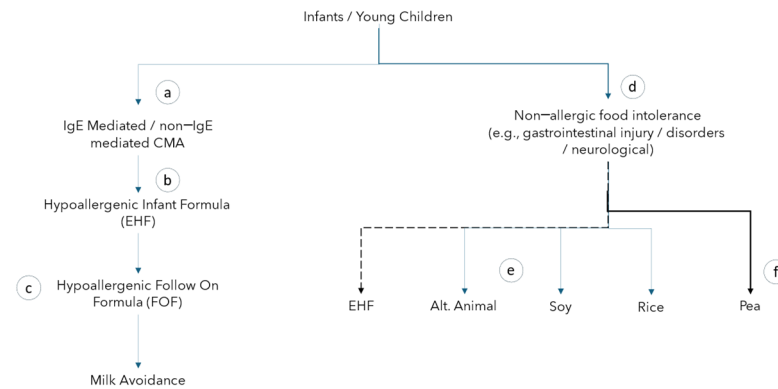 Infants / Young Children
a
IgE Mediated / non–IgE
mediated CMA
b
Hypoallergenic Infant Formula
(EHF)
c
Hypoallergenic Follow On
Formula (FOF)
Milk Avoidance
d
Non–allergic food intolerance
(e.g., gastrointestinal injury / disorders
/ neurological)
e
f
EHF
Alt. Animal
Soy
Rice
Pea